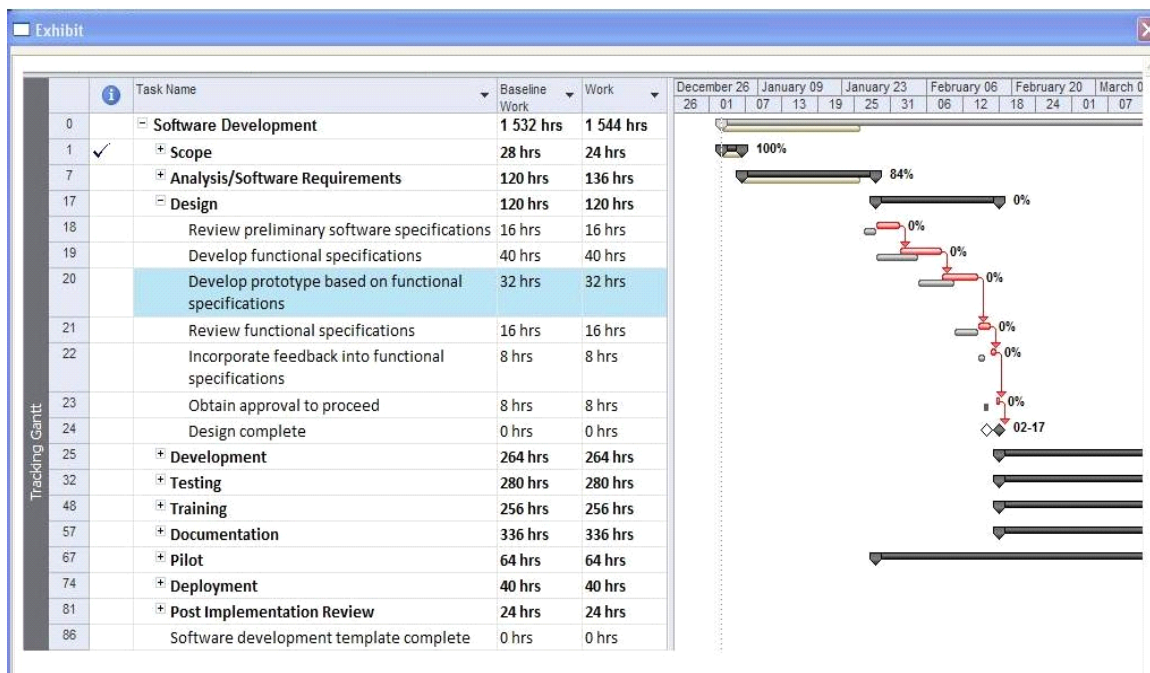 Exhibit
Task Name Baseline Work Work December 26 January 09 January 23 February 06 February 20 March 0
26 01 07 13 19 25 31 06 12 18 24 01 07
0 Software Development 1 532 hrs 1 544 hrs
1 Scope 28 hrs 24 hrs 100%
7 Analysis/Software Requirements 120 hrs 136 hrs 84%
17 Design 120 hrs 120 hrs 0%
18 Review preliminary software specifications 16 hrs 16 hrs 0%
19 Develop functional specifications 40 hrs 40 hrs 0%
20 Develop prototype based on functional 32 hrs 32 hrs 0%
specifications
21 Review functional specifications 16 hrs 16 hrs 0%
22 Incorporate feedback into functional 8 hrs 8 hrs 0%
specifications
23 Obtain approval to proceed 8 hrs 8 hrs 0%
24 Design complete 0 hrs 0 hrs 02-17
25 Development 264 hrs 264 hrs
32 Testing 280 hrs 280 hrs
48 Training 256 hrs 256 hrs
57 Documentation 336 hrs 336 hrs
67 Pilot 64 hrs 64 hrs
74 Deployment 40 hrs 40 hrs
81 Post Implementation Review 24 hrs 24 hrs
86 Software development template complete 0 hrs 0 hrs
Tracking Gantt